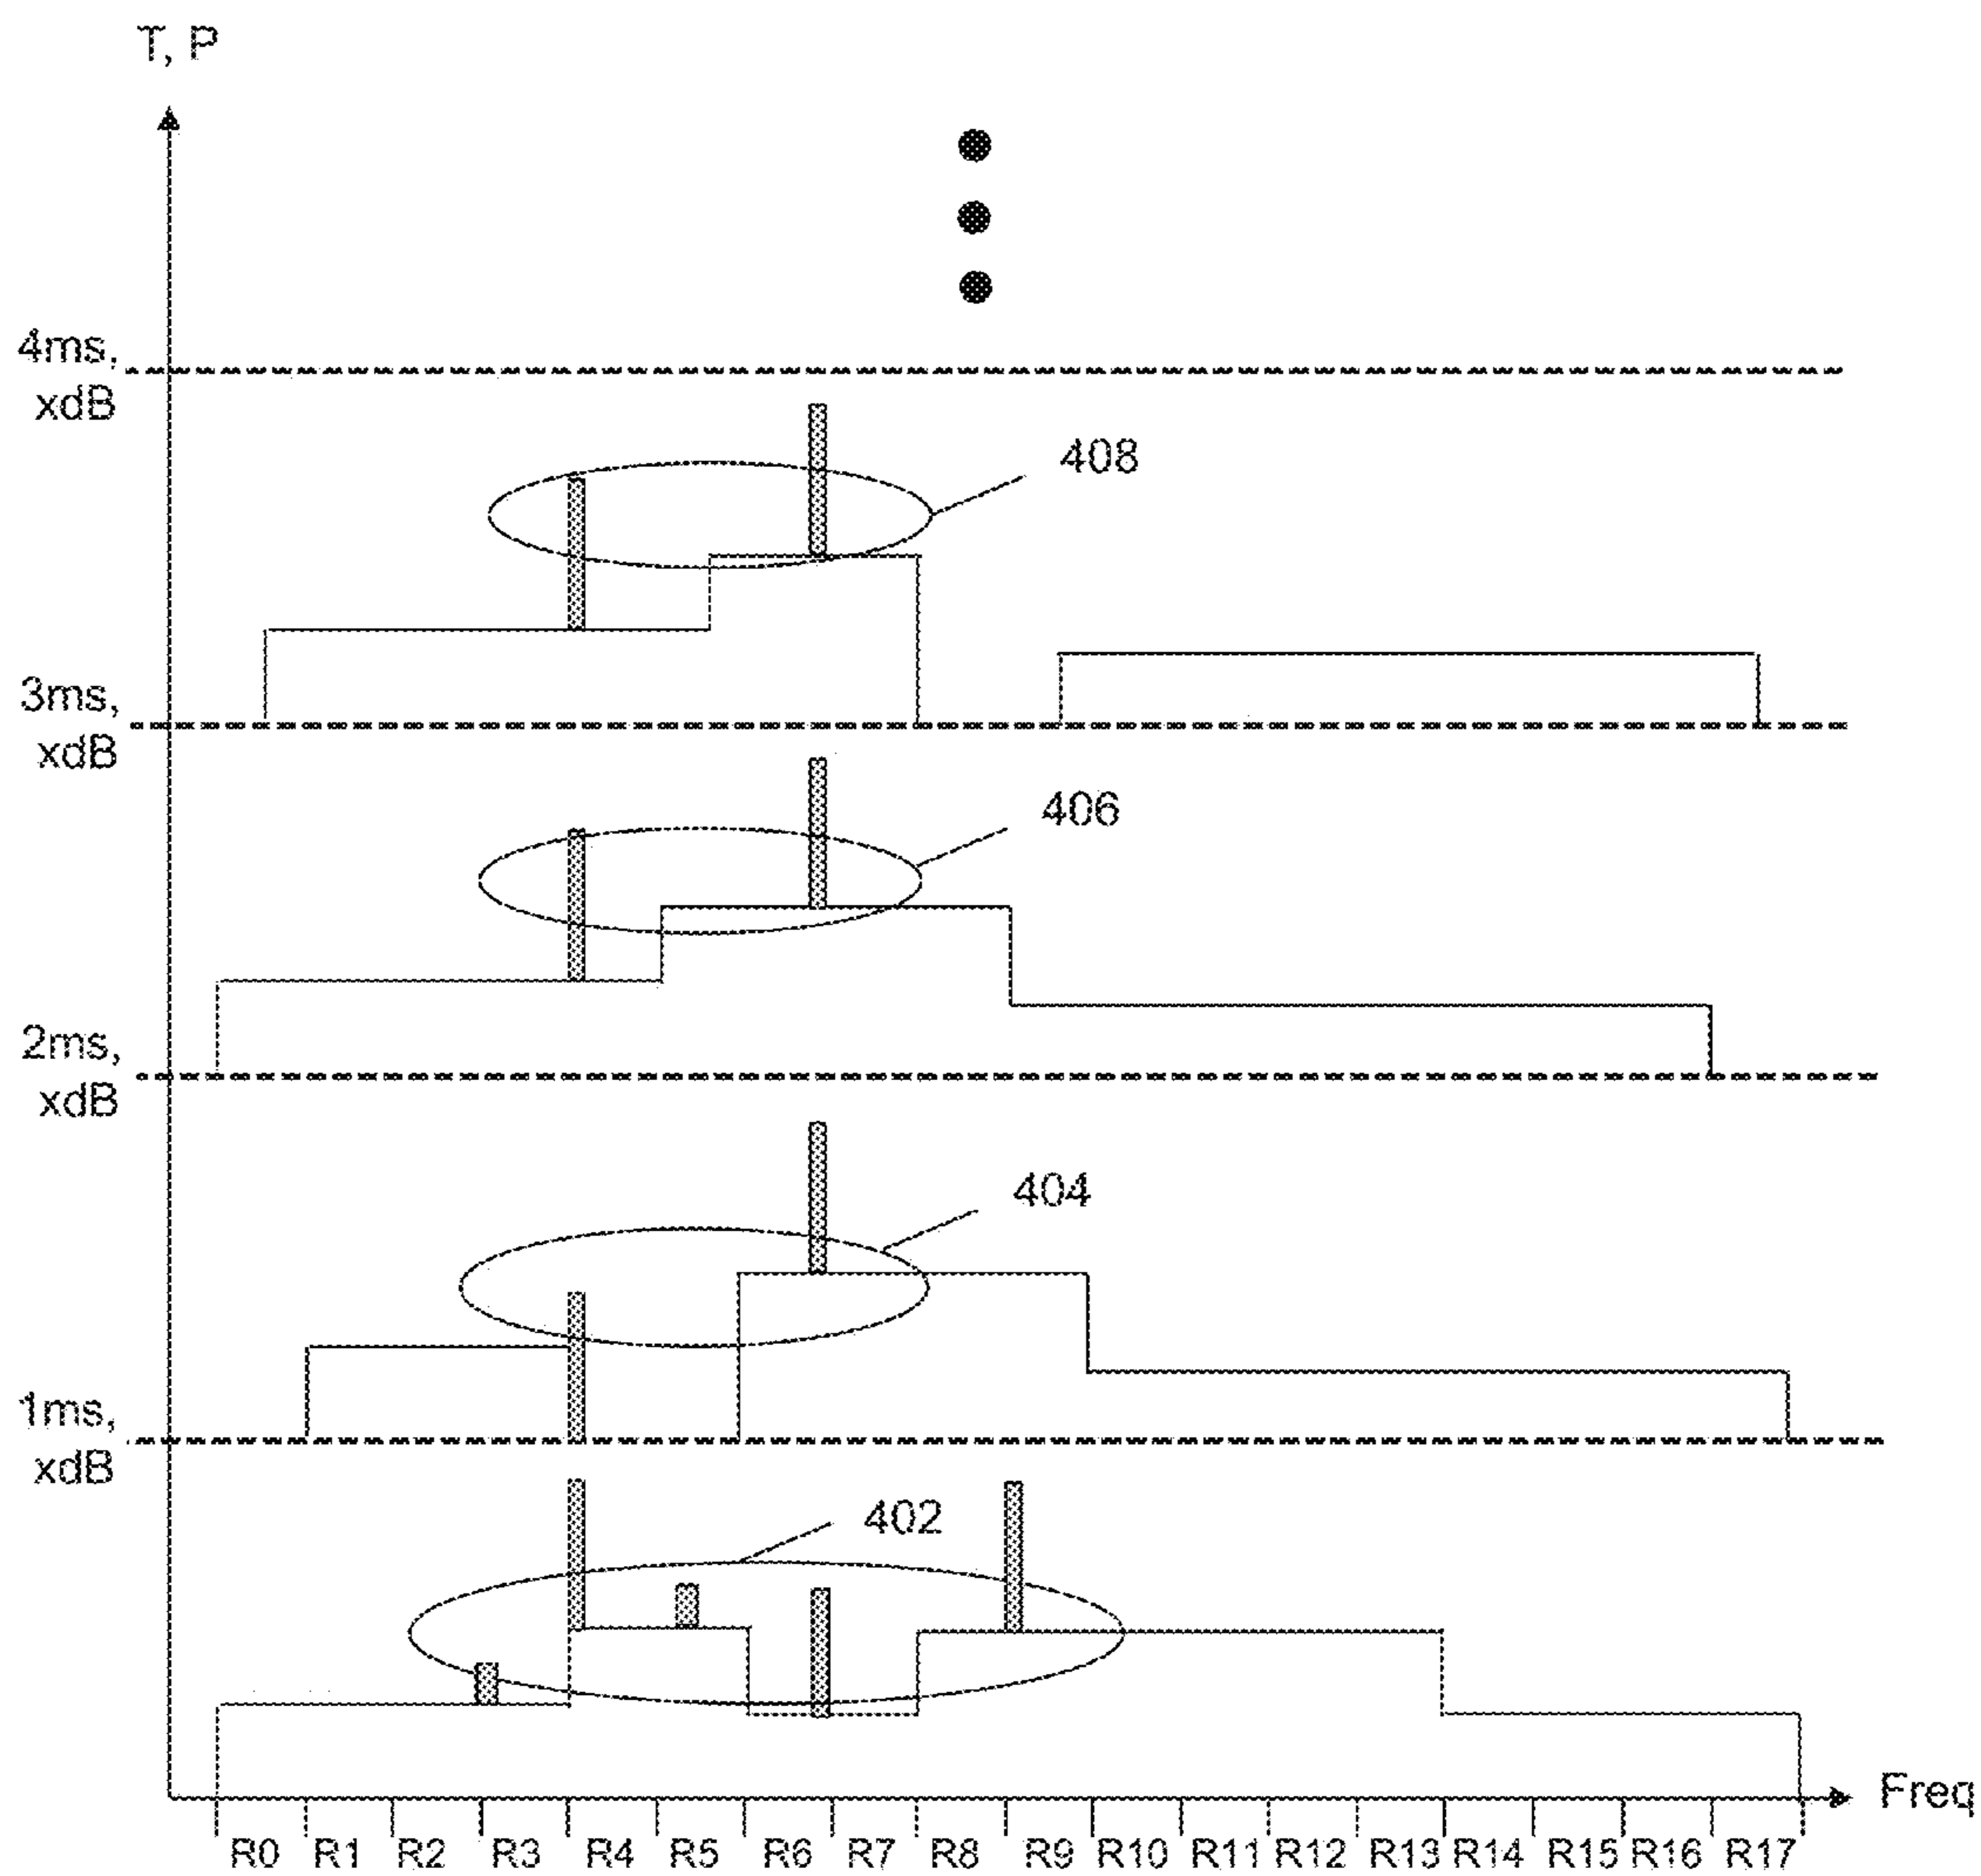 T, P
4ms,
xdB
408
3ms,
xdB
406
2ms,
xdB
404
1ms,
xdB
402
Freq
R0 R1 R2 R3 R4 R5 R6 R7 R8 R9 R10 R11 R12 R13 R14 R15 R16 R17